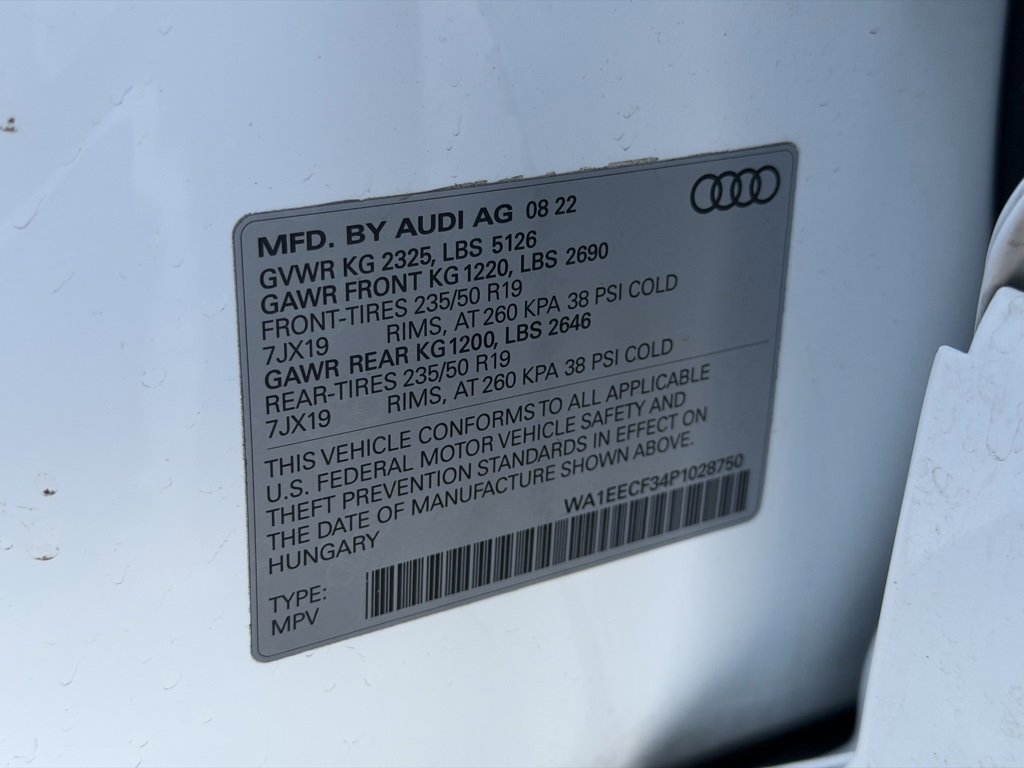 MFD. BY AUDI AG 08 22
GVWR KG 2325, LBS 5126
GAWR FRONT KG 1220, LBS 2690
FRONT-TIRES 235/50 R19
7JX19 RIMS, AT 260 KPA 38 PSI COLD
GAWR REAR KG 1200, LBS 2646
REAR-TIRES 235/50 R19
7JX19 RIMS, AT 260 KPA 38 PSI COLD
THIS VEHICLE CONFORMS TO ALL APPLICABLE
U.S. FEDERAL MOTOR VEHICLE SAFETY AND
THEFT PREVENTION STANDARDS IN EFFECT ON
THE DATE OF MANUFACTURE SHOWN ABOVE.
HUNGARY WA1EECF34P1028750
TYPE:
MPV